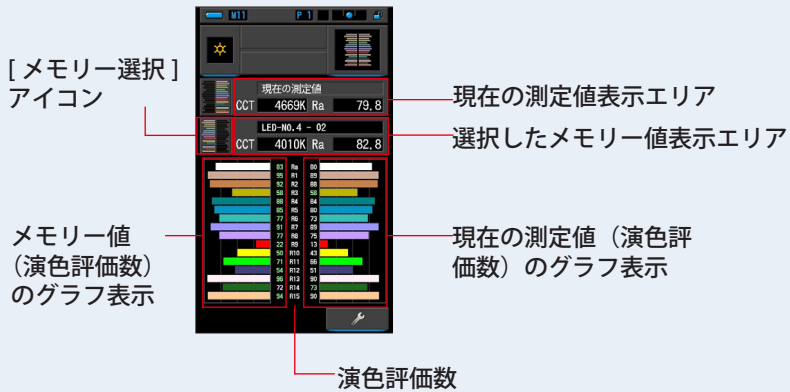 M11 P 1
[ メモリー選択 ]
アイコン
現在の測定値
CCT 4669K Ra 79.8
現在の測定値表示エリア
LED-NO.4 - 02
CCT 4010K Ra 82.8
選択したメモリー値表示エリア
83 Ra 80
95 R1 89
92 R2 88
58 R3 58
88 R4 84
85 R5 80
77 R6 73
91 R7 89
77 R8 75
22 R9 13
50 R10 43
71 R11 66
54 R12 51
96 R13 90
72 R14 73
94 R15 90
メモリー値
（演色評価数）
のグラフ表示
現在の測定値（演色評
価数）のグラフ表示
演色評価数